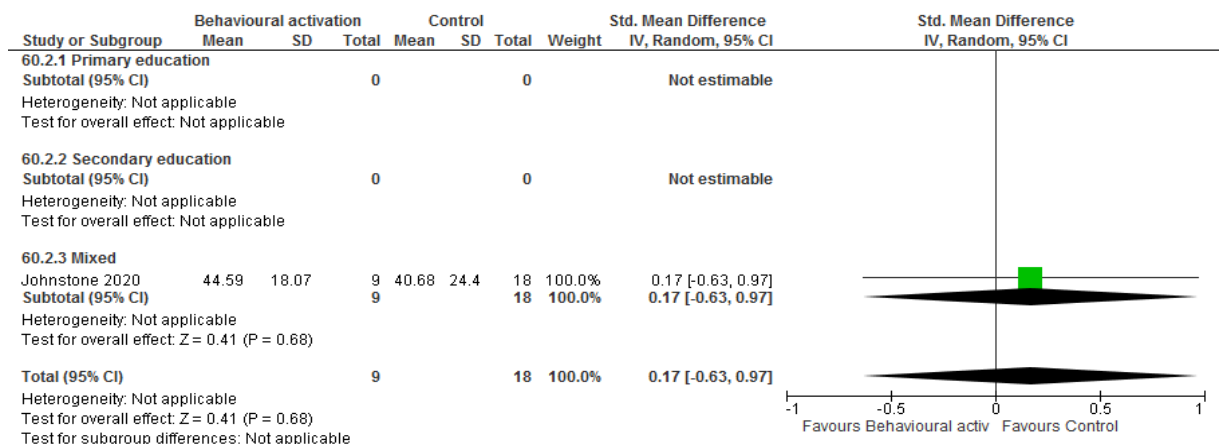 Behavioural activation Control Std. Mean Difference Std. Mean Difference
Study or Subgroup Mean SD Total Mean SD Total Weight IV, Random, 95% CI IV, Random, 95% CI
60.2.1 Primary education
Subtotal (95% CI) 0 0 Not estimable
Heterogeneity: Not applicable
Test for overall effect: Not applicable
60.2.2 Secondary education
Subtotal (95% CI) 0 0 Not estimable
Heterogeneity: Not applicable
Test for overall effect: Not applicable
60.2.3 Mixed
Johnstone 2020 44.59 18.07 9 40.68 24.4 18 100.0% 0.17 [-0.63, 0.97]
Subtotal (95% CI) 9 18 100.0% 0.17 [-0.63, 0.97]
Heterogeneity: Not applicable
Test for overall effect: Z = 0.41 (P = 0.68)
Total (95% CI) 9 18 100.0% 0.17 [-0.63, 0.97]
Heterogeneity: Not applicable
Test for overall effect: Z = 0.41 (P = 0.68)
Test for subgroup differences: Not applicable
-1 -0.5 0 0.5 1
Favours Behavioural activ Favours Control